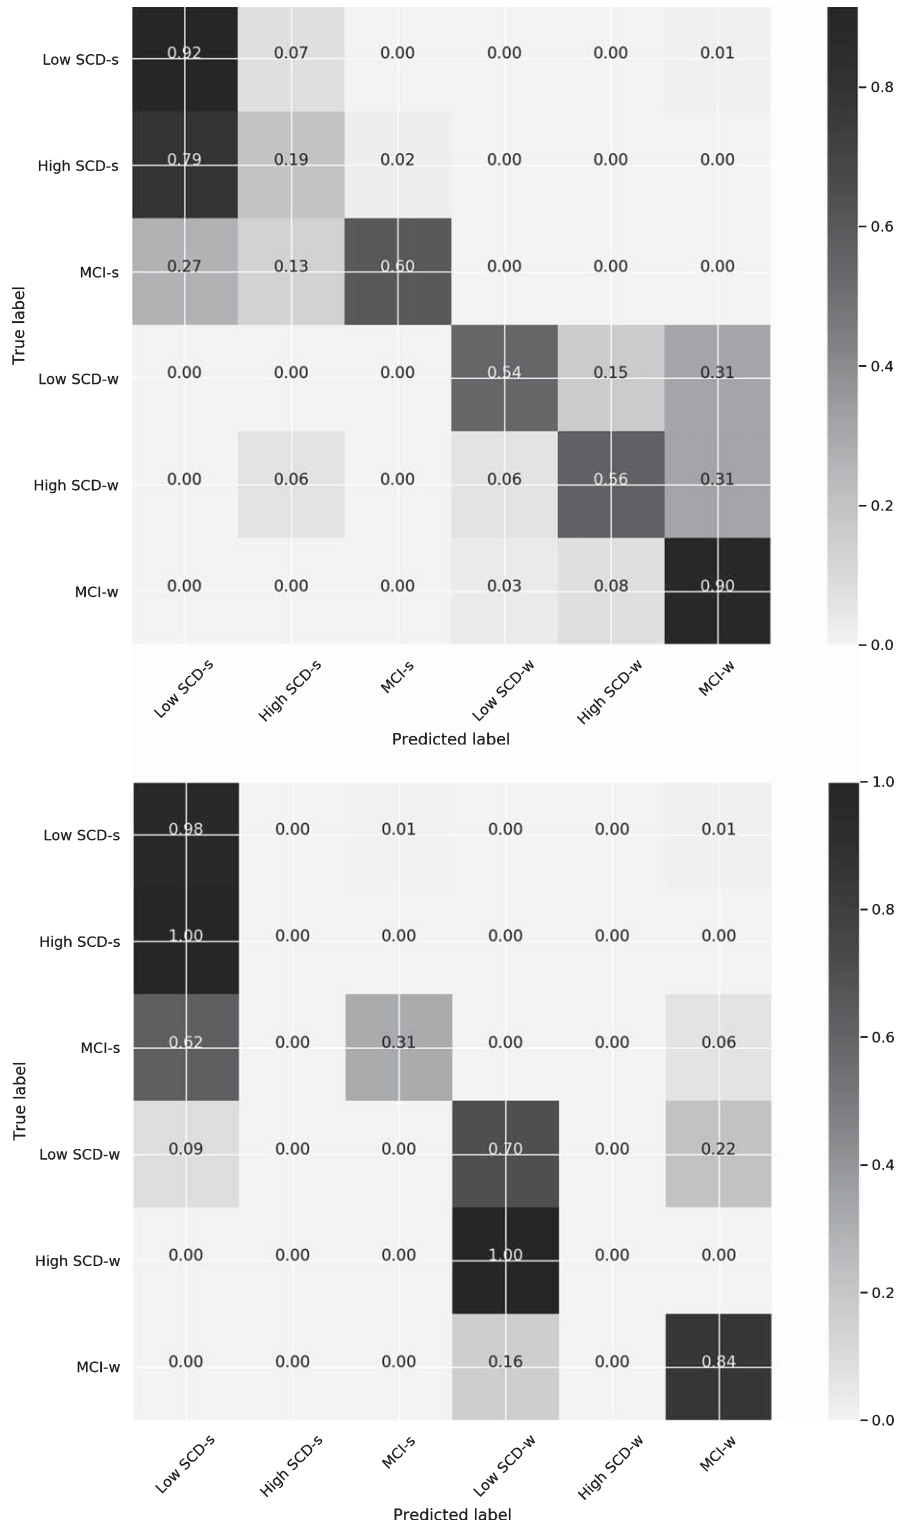 Low SCD-s 0.92 0.07 0.00 0.00 0.00 0.01
High SCD-s 0.79 0.19 0.02 0.00 0.00 0.00
MCI-s 0.27 0.13 0.60 0.00 0.00 0.00
Low SCD-w 0.00 0.00 0.00 0.54 0.15 0.31
High SCD-w 0.00 0.06 0.00 0.06 0.56 0.31
MCI-w 0.00 0.00 0.00 0.03 0.08 0.90
True label
Low SCD-s High SCD-s MCI-s Low SCD-w High SCD-w MCI-w
Predicted label
0.8
0.6
0.4
0.2
0.0
Low SCD-s 0.98 0.00 0.01 0.00 0.00 0.01
High SCD-s 1.00 0.00 0.00 0.00 0.00 0.00
MCI-s 0.62 0.00 0.31 0.00 0.00 0.06
Low SCD-w 0.09 0.00 0.00 0.70 0.00 0.22
High SCD-w 0.00 0.00 0.00 1.00 0.00 0.00
MCI-w 0.00 0.00 0.00 0.16 0.00 0.84
True label
Low SCD-s High SCD-s MCI-s Low SCD-w High SCD-w MCI-w
Predicted label
1.0
0.8
0.6
0.4
0.2
0.0